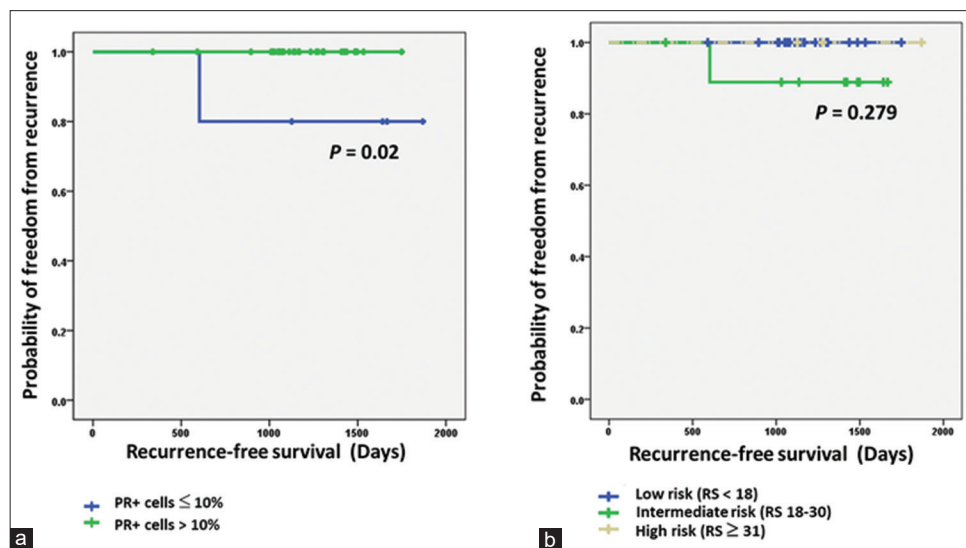 Probability of freedom from recurrence
1.0
0.8
0.6
0.4
0.2
0.0
P = 0.02
0 500 1000 1500 2000
Recurrence-free survival (Days)
PR+ cells ≤ 10%
PR+ cells > 10%
a
Probability of freedom from recurrence
1.0
0.8
0.6
0.4
0.2
0.0
P = 0.279
0 500 1000 1500 2000
Recurrence-free survival (Days)
Low risk (RS < 18)
Intermediate risk (RS 18-30)
High risk (RS ≥ 31)
b